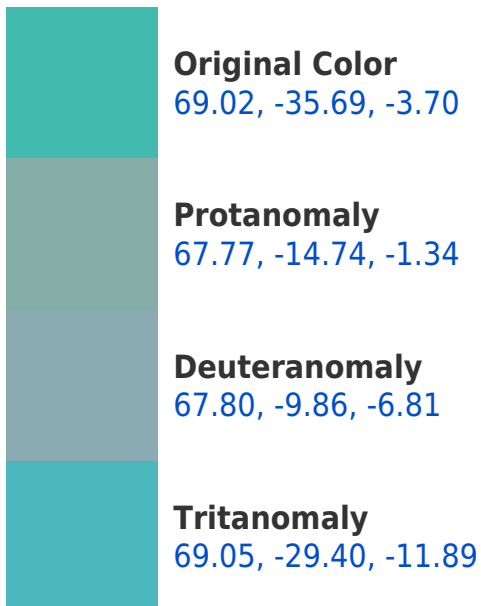 Original Color
69.02, -35.69, -3.70
Protanomaly
67.77, -14.74, -1.34
Deuteranomaly
67.80, -9.86, -6.81
Tritanomaly
69.05, -29.40, -11.89